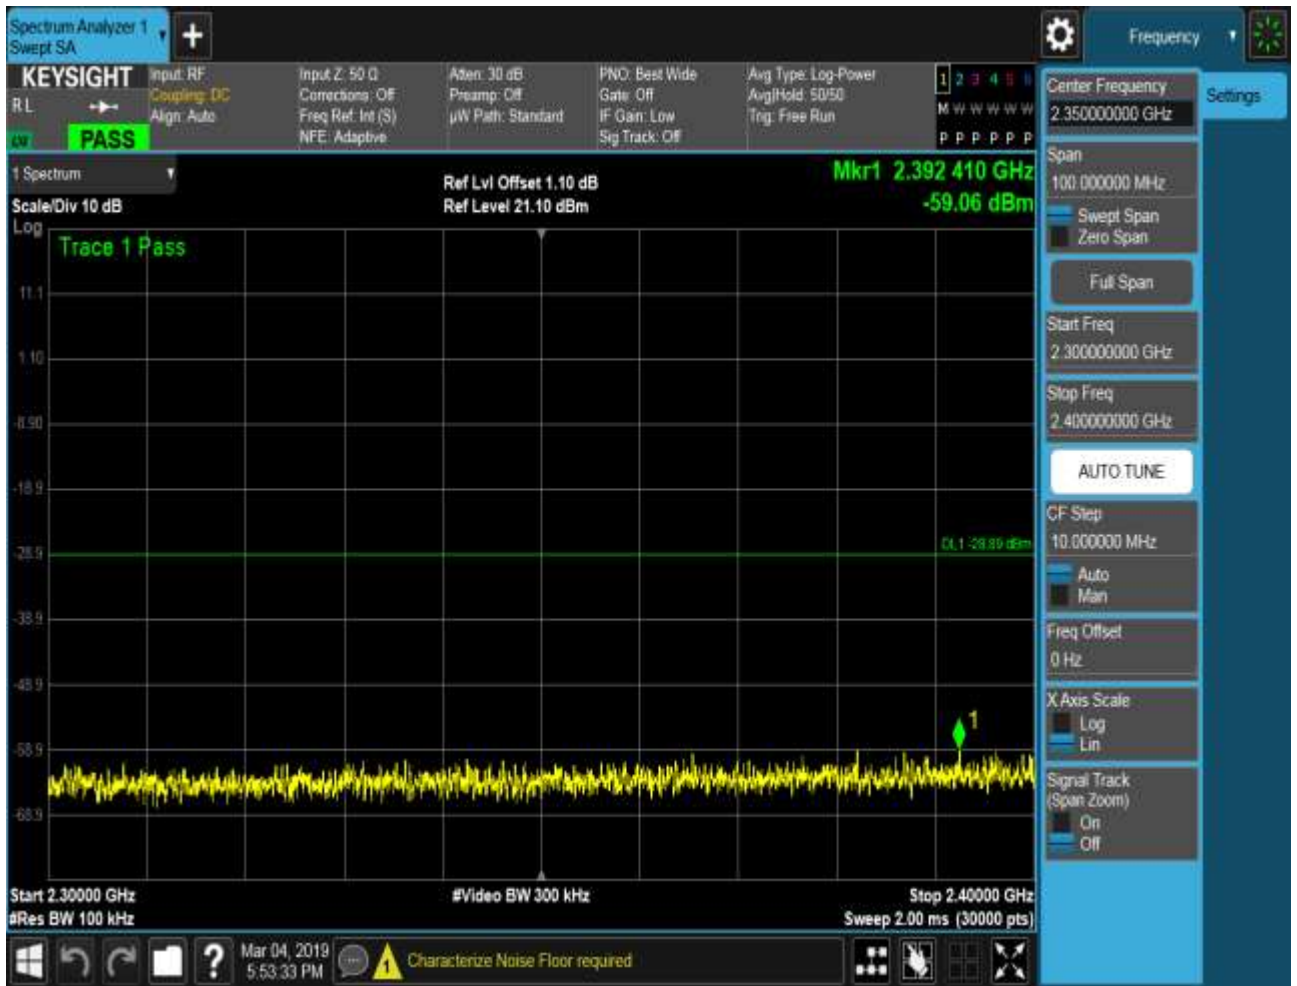 Spectrum Analyzer 1
Swept SA
Frequency
KEYSIGHT
R L
PASS
Input: RF
Coupling: DC
Align: Auto
Input Z: 50 Ω
Corrections: Off
Freq Ref: Int (S)
NFE: Adaptive
Atten: 30 dB
Preamp: Off
µW Path: Standard
PNO: Best Wide
Gate: Off
IF Gain: Low
Sig Track: Off
Avg Type: Log-Power
Avg|Hold: 50/50
Trig: Free Run
1 2 3 4 5 6
M W W W W W
P P P P P P
1 Spectrum
Scale/Div 10 dB
Log
Ref Lvl Offset 1.10 dB
Ref Level 21.10 dBm
Mkr1 2.392 410 GHz
-59.06 dBm
Trace 1 Pass
11.1
1.10
-8.90
-18.9
-28.9
DL1 -28.89 dBm
-38.9
-48.9
1
-58.9
-68.9
Start 2.30000 GHz
#Video BW 300 kHz
Stop 2.40000 GHz
#Res BW 100 kHz
Sweep 2.00 ms (30000 pts)
Center Frequency
2.350000000 GHz
Settings
Span
100.000000 MHz
Swept Span
Zero Span
Full Span
Start Freq
2.300000000 GHz
Stop Freq
2.400000000 GHz
AUTO TUNE
CF Step
10.000000 MHz
Auto
Man
Freq Offset
0 Hz
X Axis Scale
Log
Lin
Signal Track
(Span Zoom)
On
Off
?
Mar 04, 2019
5:53:33 PM
1
Characterize Noise Floor required